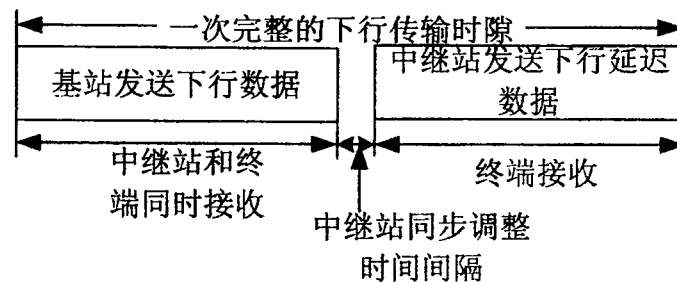 一次完整的下行传输时隙
基站发送下行数据
中继站发送下行延迟
数据
中继站和终
端同时接收
终端接收
中继站同步调整
时间间隔